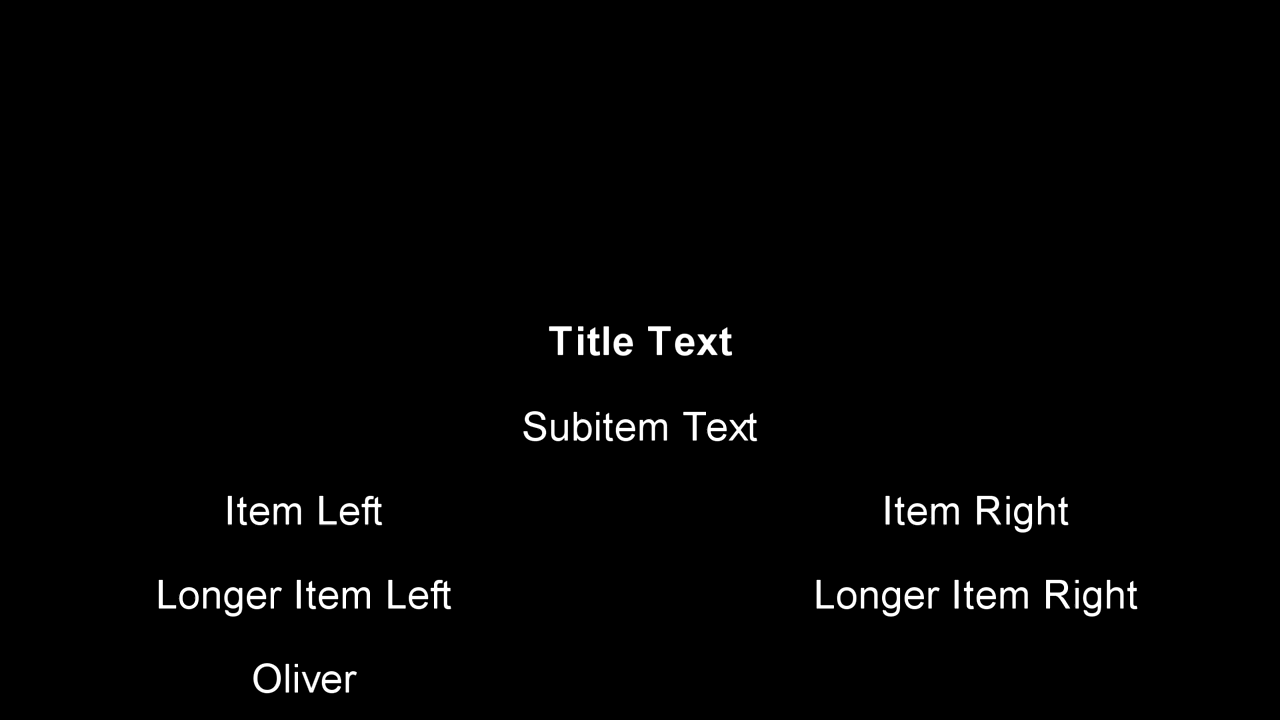 Title Text
Subitem Text
Item Left Item Right
Longer Item Left Longer Item Right
Oliver